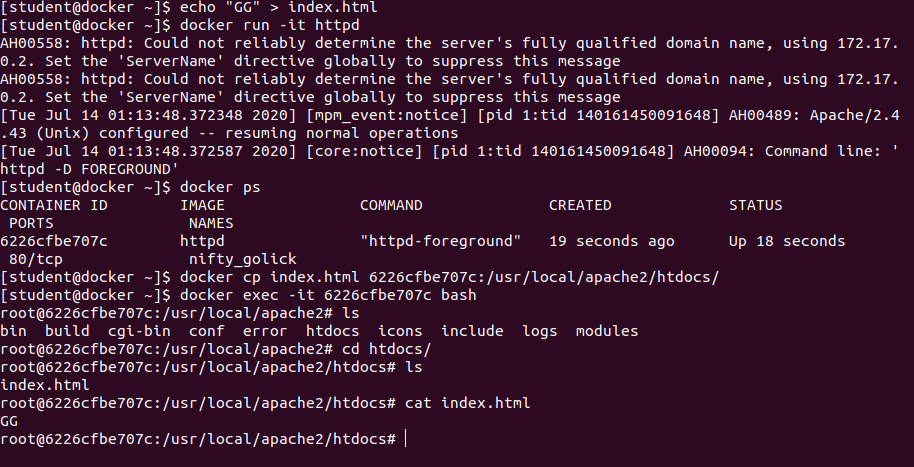 [student@docker ~]$ echo "GG" > index.html
[student@docker ~]$ docker run -it httpd
AH00558: httpd: Could not reliably determine the server's fully qualified domain name, using 172.17.
0.2. Set the 'ServerName' directive globally to suppress this message
AH00558: httpd: Could not reliably determine the server's fully qualified domain name, using 172.17.
0.2. Set the 'ServerName' directive globally to suppress this message
[Tue Jul 14 01:13:48.372348 2020] [mpm_event:notice] [pid 1:tid 140161450091648] AH00489: Apache/2.4
.43 (Unix) configured -- resuming normal operations
[Tue Jul 14 01:13:48.372587 2020] [core:notice] [pid 1:tid 140161450091648] AH00094: Command line: '
httpd -D FOREGROUND'
[student@docker ~]$ docker ps
CONTAINER ID        IMAGE               COMMAND              CREATED             STATUS
 PORTS               NAMES
6226cfbe707c        httpd               "httpd-foreground"   19 seconds ago      Up 18 seconds
 80/tcp              nifty_golick
[student@docker ~]$ docker cp index.html 6226cfbe707c:/usr/local/apache2/htdocs/
[student@docker ~]$ docker exec -it 6226cfbe707c bash
root@6226cfbe707c:/usr/local/apache2# ls
bin  build  cgi-bin  conf  error  htdocs  icons  include  logs  modules
root@6226cfbe707c:/usr/local/apache2# cd htdocs/
root@6226cfbe707c:/usr/local/apache2/htdocs# ls
index.html
root@6226cfbe707c:/usr/local/apache2/htdocs# cat index.html
GG
root@6226cfbe707c:/usr/local/apache2/htdocs#